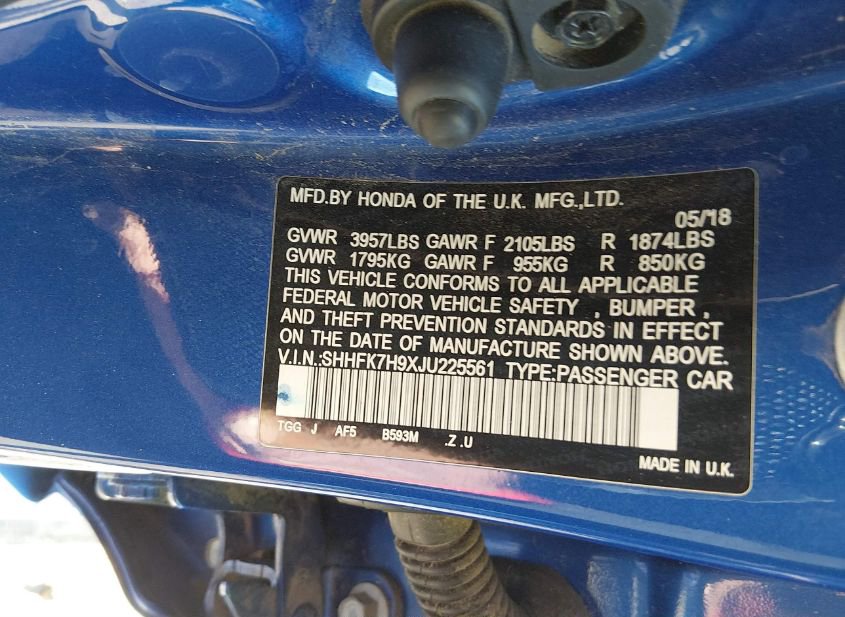 MFD.BY HONDA OF THE U.K. MFG.,LTD.
05/18
GVWR 3957LBS GAWR F 2105LBS R 1874LBS
GVWR 1795KG GAWR F 955KG R 850KG
THIS VEHICLE CONFORMS TO ALL APPLICABLE
FEDERAL MOTOR VEHICLE SAFETY , BUMPER ,
AND THEFT PREVENTION STANDARDS IN EFFECT
ON THE DATE OF MANUFACTURE SHOWN ABOVE.
V.I.N.:SHHFK7H9XJU225561 TYPE:PASSENGER CAR
TGG J AF5 B593M .Z .U
MADE IN U.K.